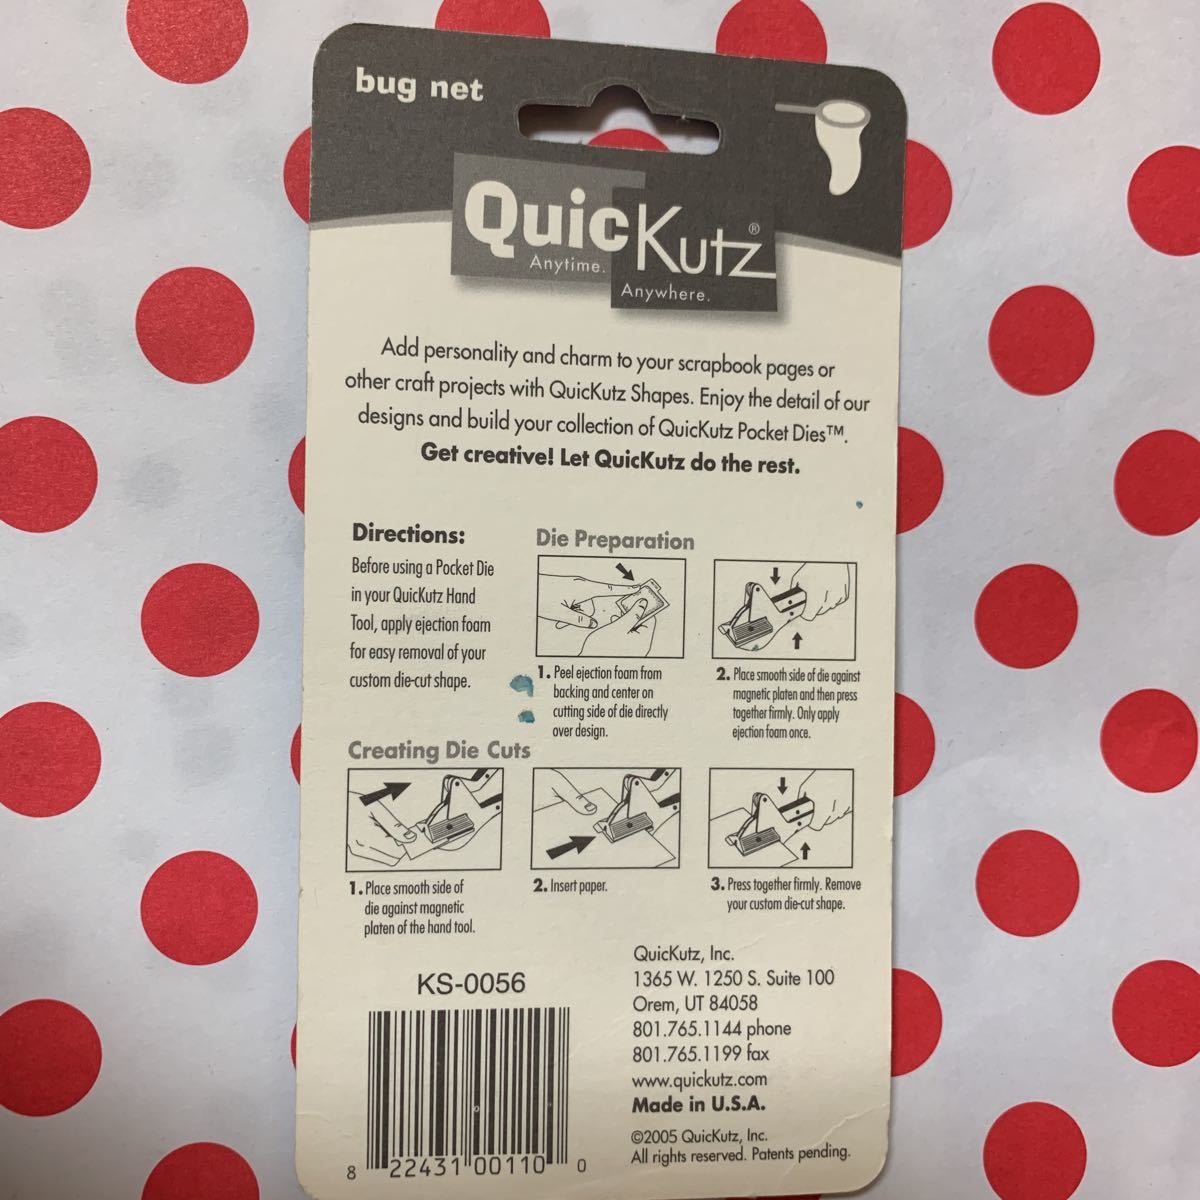 bug net
QuicKutz®
Anytime.
Anywhere.
Add personality and charm to your scrapbook pages or
other craft projects with QuicKutz Shapes. Enjoy the detail of our
designs and build your collection of QuicKutz Pocket Dies™.
Get creative! Let QuicKutz do the rest.
Directions:
Before using a Pocket Die
in your QuicKutz Hand
Tool, apply ejection foam
for easy removal of your
custom die-cut shape.
Die Preparation
1. Peel ejection foam from
backing and center on
cutting side of die directly
over design.
2. Place smooth side of die against
magnetic platen and then press
together firmly. Only apply
ejection foam once.
Creating Die Cuts
1. Place smooth side of
die against magnetic
platen of the hand tool.
2. Insert paper.
3. Press together firmly. Remove
your custom die-cut shape.
KS-0056
8 22431 00110 0
QuicKutz, Inc.
1365 W. 1250 S. Suite 100
Orem, UT 84058
801.765.1144 phone
801.765.1199 fax
www.quickutz.com
Made in U.S.A.
©2005 QuicKutz, Inc.
All rights reserved. Patents pending.